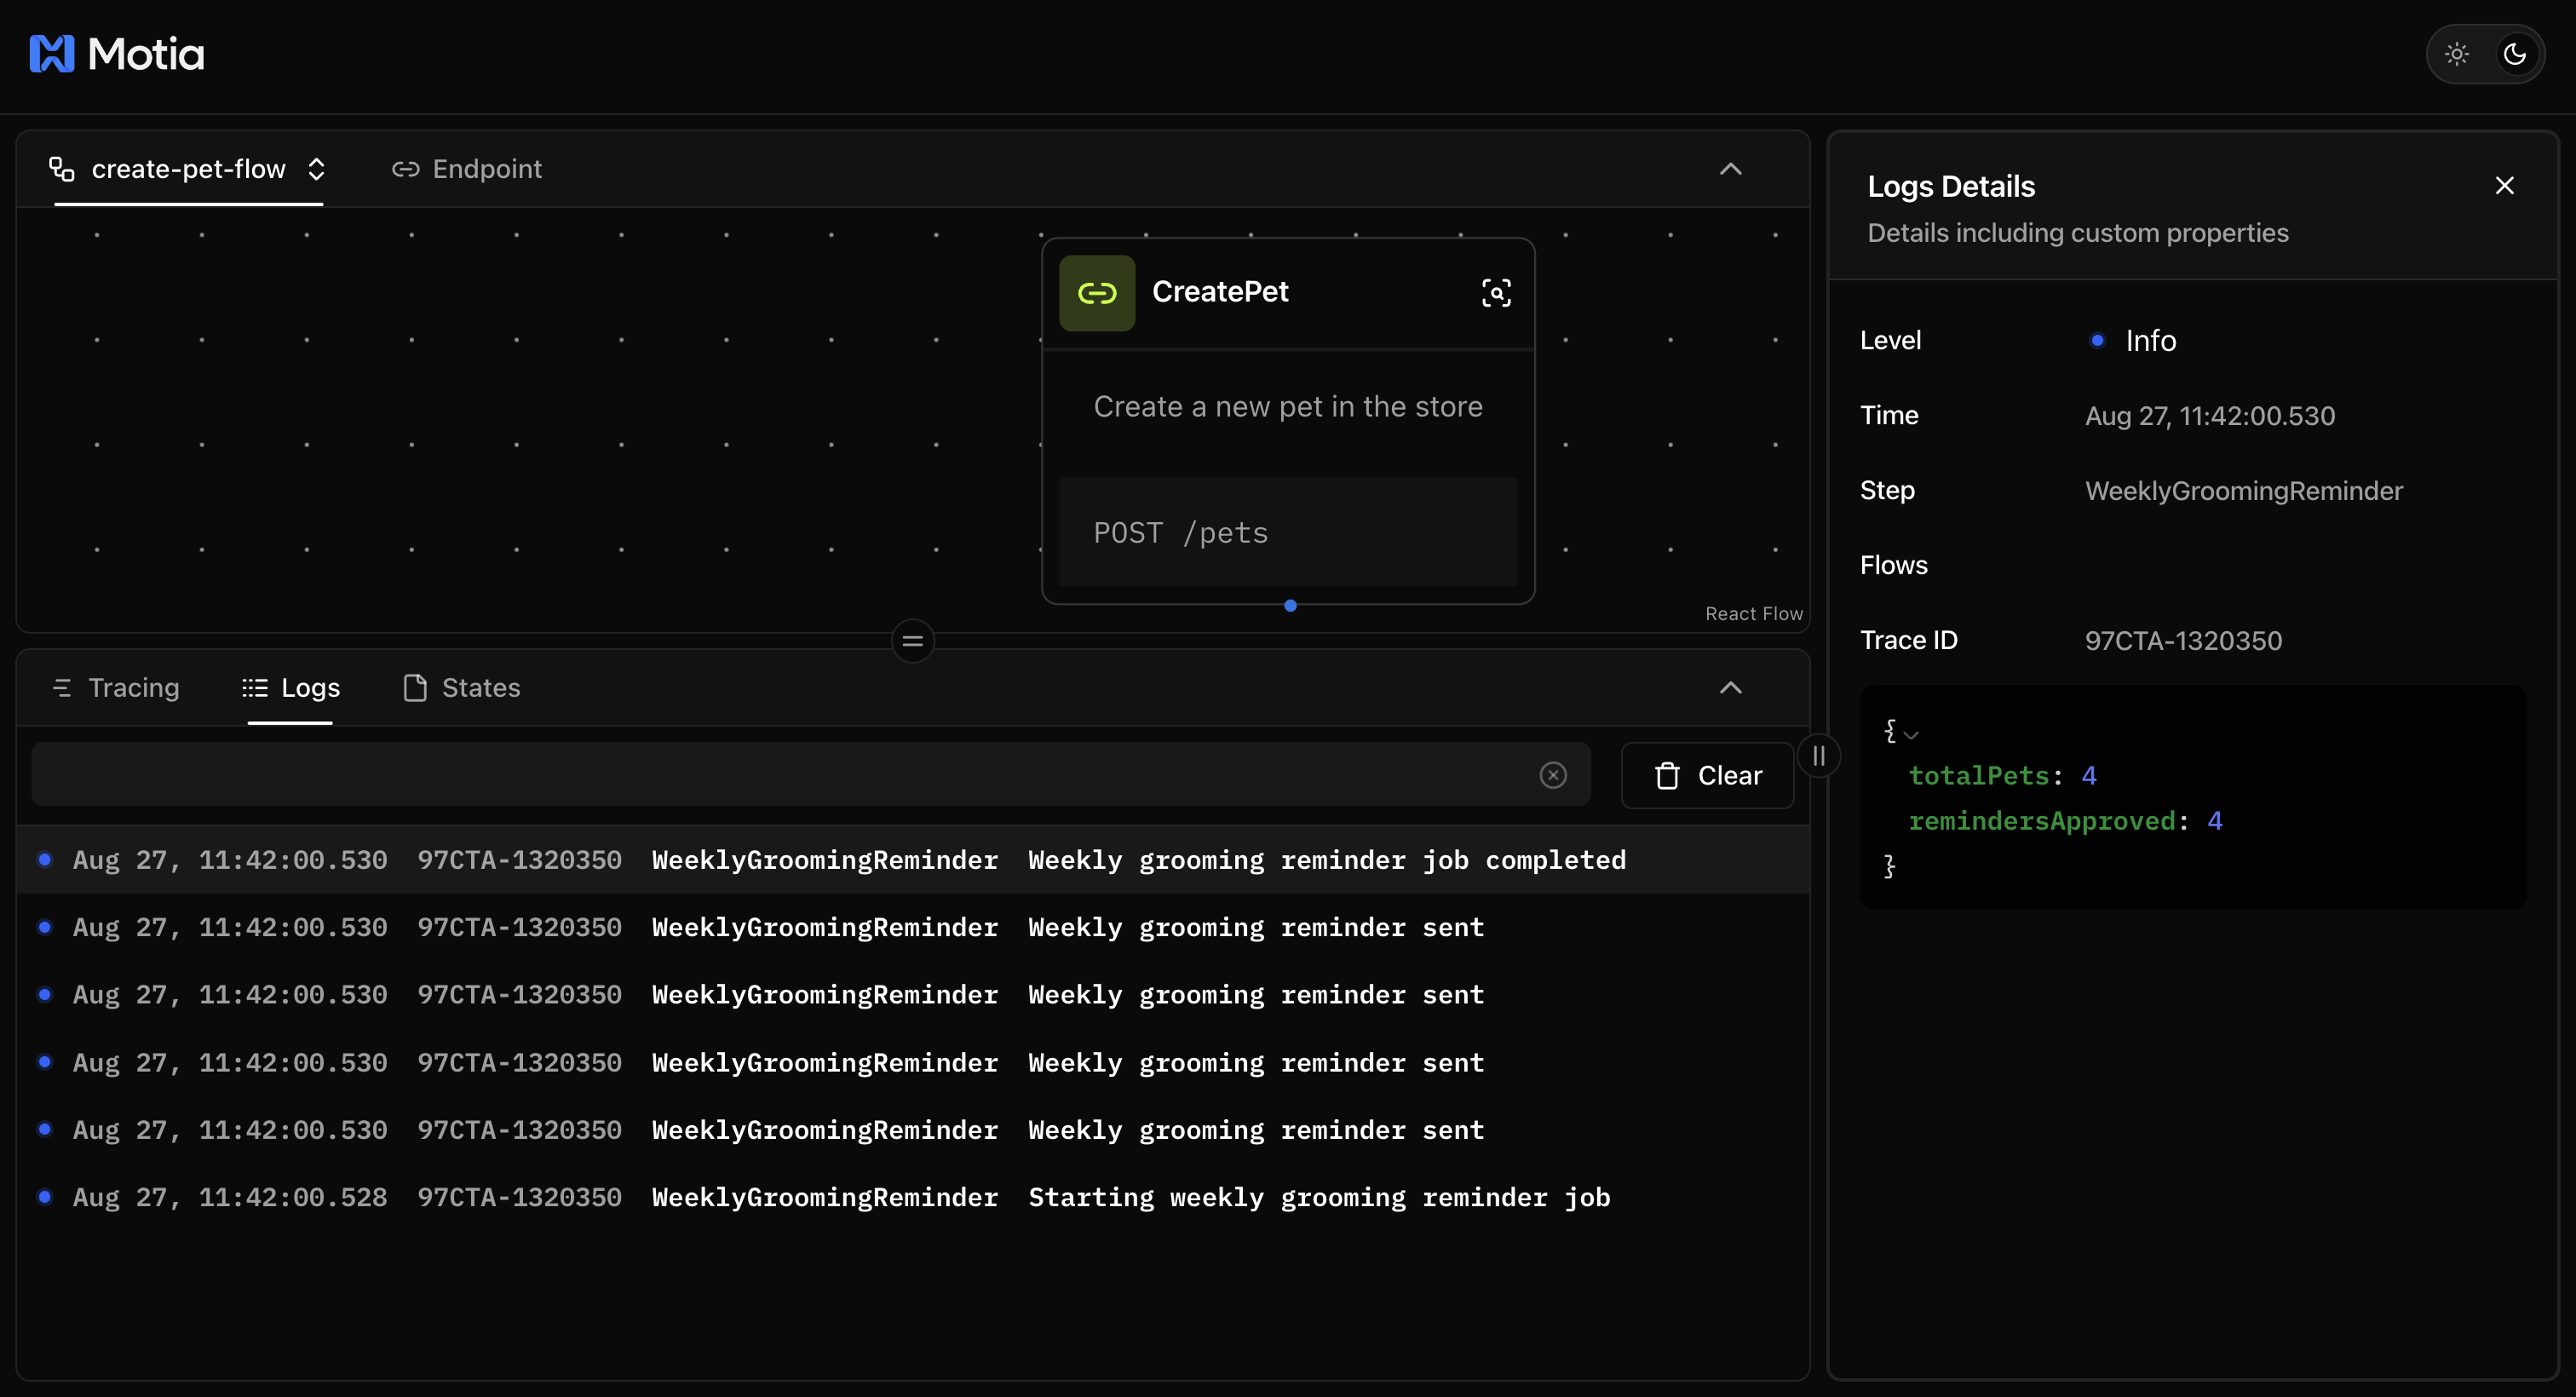 Motia
create-pet-flow
Endpoint
CreatePet
Create a new pet in the store
POST /pets
React Flow
Tracing
Logs
States
Clear
Aug 27, 11:42:00.530 97CTA-1320350 WeeklyGroomingReminder Weekly grooming reminder job completed
Aug 27, 11:42:00.530 97CTA-1320350 WeeklyGroomingReminder Weekly grooming reminder sent
Aug 27, 11:42:00.530 97CTA-1320350 WeeklyGroomingReminder Weekly grooming reminder sent
Aug 27, 11:42:00.530 97CTA-1320350 WeeklyGroomingReminder Weekly grooming reminder sent
Aug 27, 11:42:00.530 97CTA-1320350 WeeklyGroomingReminder Weekly grooming reminder sent
Aug 27, 11:42:00.528 97CTA-1320350 WeeklyGroomingReminder Starting weekly grooming reminder job
Logs Details
Details including custom properties
Level Info
Time Aug 27, 11:42:00.530
Step WeeklyGroomingReminder
Flows
Trace ID 97CTA-1320350
{
totalPets: 4
remindersApproved: 4
}